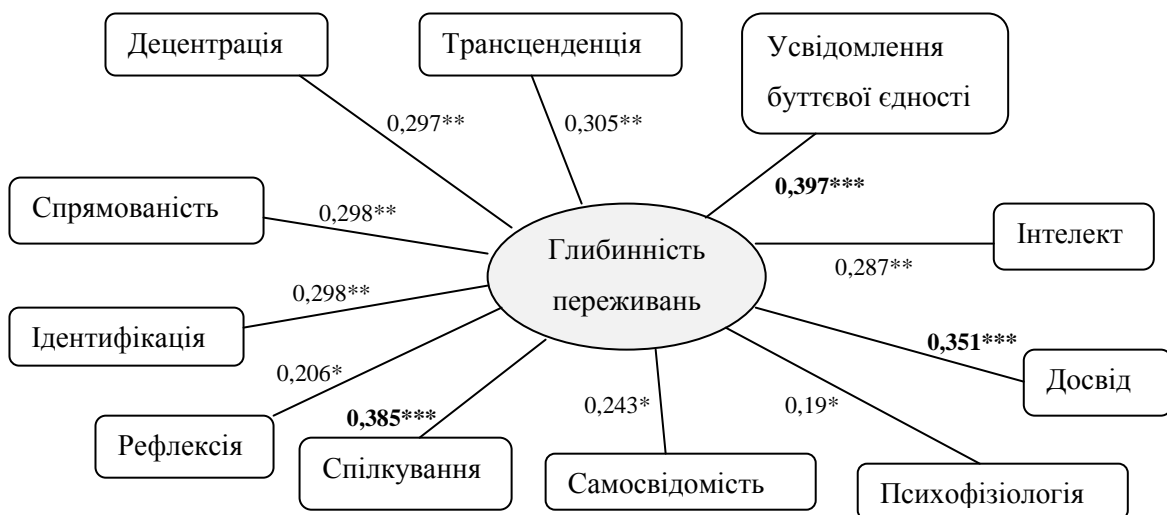 Децентрація
Трансценденція
Усвідомлення
буттєвої єдності
0,297**
0,305**
0,397***
Спрямованість
0,298**
Глибинність
переживань
Інтелект
0,287**
Ідентифікація
0,298**
0,351***
Досвід
0,206*
0,385***
0,243*
0,19*
Рефлексія
Спілкування
Самосвідомість
Психофізіологія